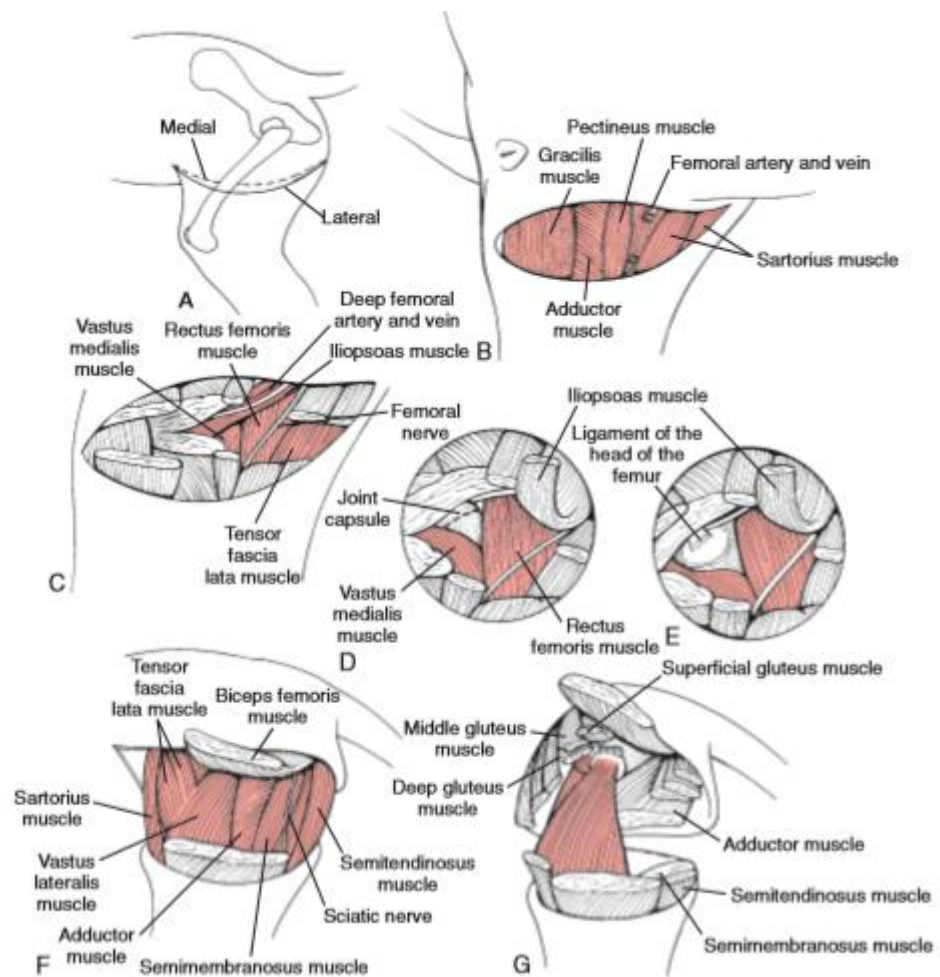 Medial
Lateral
A
Pectineus muscle
Gracilis
muscle
Femoral artery and vein
Sartorius muscle
Adductor
muscle
B
Vastus
medialis
muscle
Rectus femoris
muscle
Deep femoral
artery and vein
Iliopsoas muscle
Femoral
nerve
Tensor
fascia
lata muscle
C
Joint
capsule
Vastus
medialis
muscle
Rectus
femoris muscle
D
Iliopsoas muscle
Ligament of the
head of the
femur
E
Tensor
fascia
lata muscle
Biceps femoris
muscle
Sartorius
muscle
Vastus
lateralis
muscle
Adductor
muscle
Semimembranosus muscle
Sciatic nerve
Semitendinosus
muscle
F
Superficial gluteus muscle
Middle gluteus
muscle
Deep gluteus
muscle
Adductor muscle
Semitendinosus muscle
Semimembranosus muscle
G